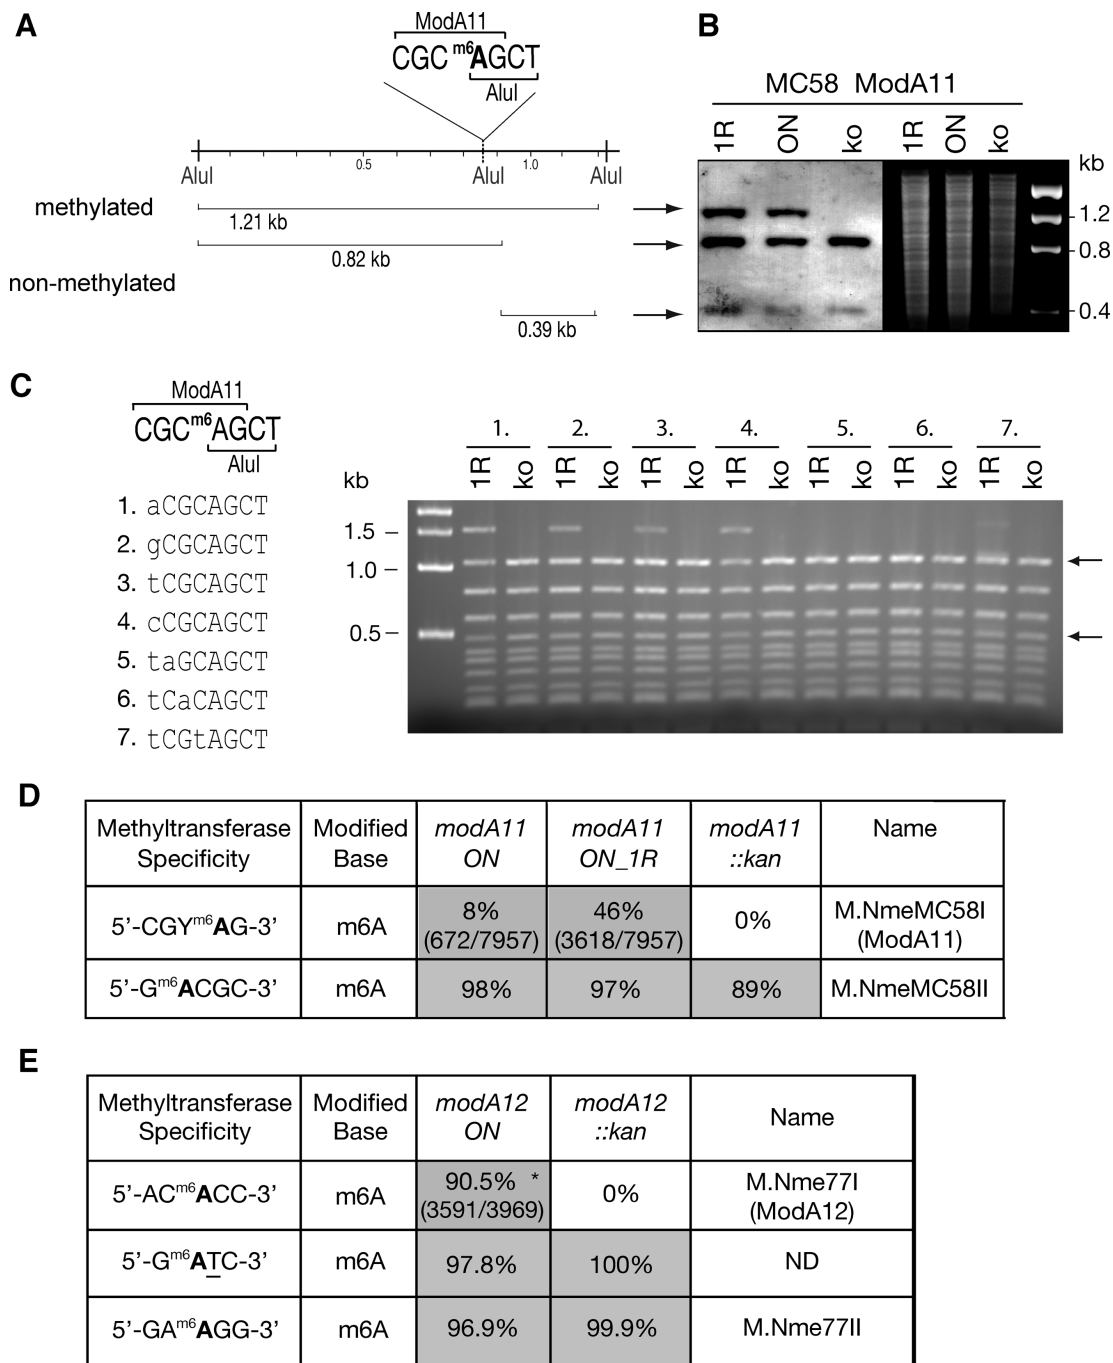 A
ModA11
CGC m6AGCT
AluI
0.5
1.0
AluI
AluI
AluI
methylated
1.21 kb
0.82 kb
non-methylated
0.39 kb
B
MC58 ModA11
1R
ON
ko
1R
ON
ko
kb
1.2
0.8
0.4
C
ModA11
CGCm6AGCT
AluI
1. aCGCAGCT
2. gCGCAGCT
3. tCGCAGCT
4. cCGCAGCT
5. taGCAGCT
6. tCaCAGCT
7. tCGtAGCT
1. 2. 3. 4. 5. 6. 7.
1R ko 1R ko 1R ko 1R ko 1R ko 1R ko 1R ko
kb
1.5
1.0
0.5
D
Methyltransferase
Specificity
Modified
Base
modA11
ON
modA11
ON_1R
modA11
::kan
Name
5'-CGYm6AG-3'
m6A
8%
(672/7957)
46%
(3618/7957)
0%
M.NmeMC58I
(ModA11)
5'-Gm6ACGC-3'
m6A
98%
97%
89%
M.NmeMC58II
E
Methyltransferase
Specificity
Modified
Base
modA12
ON
modA12
::kan
Name
5'-ACm6ACC-3'
m6A
90.5% *
(3591/3969)
0%
M.Nme77I
(ModA12)
5'-Gm6ATC-3'
m6A
97.8%
100%
ND
5'-GAm6AGG-3'
m6A
96.9%
99.9%
M.Nme77II